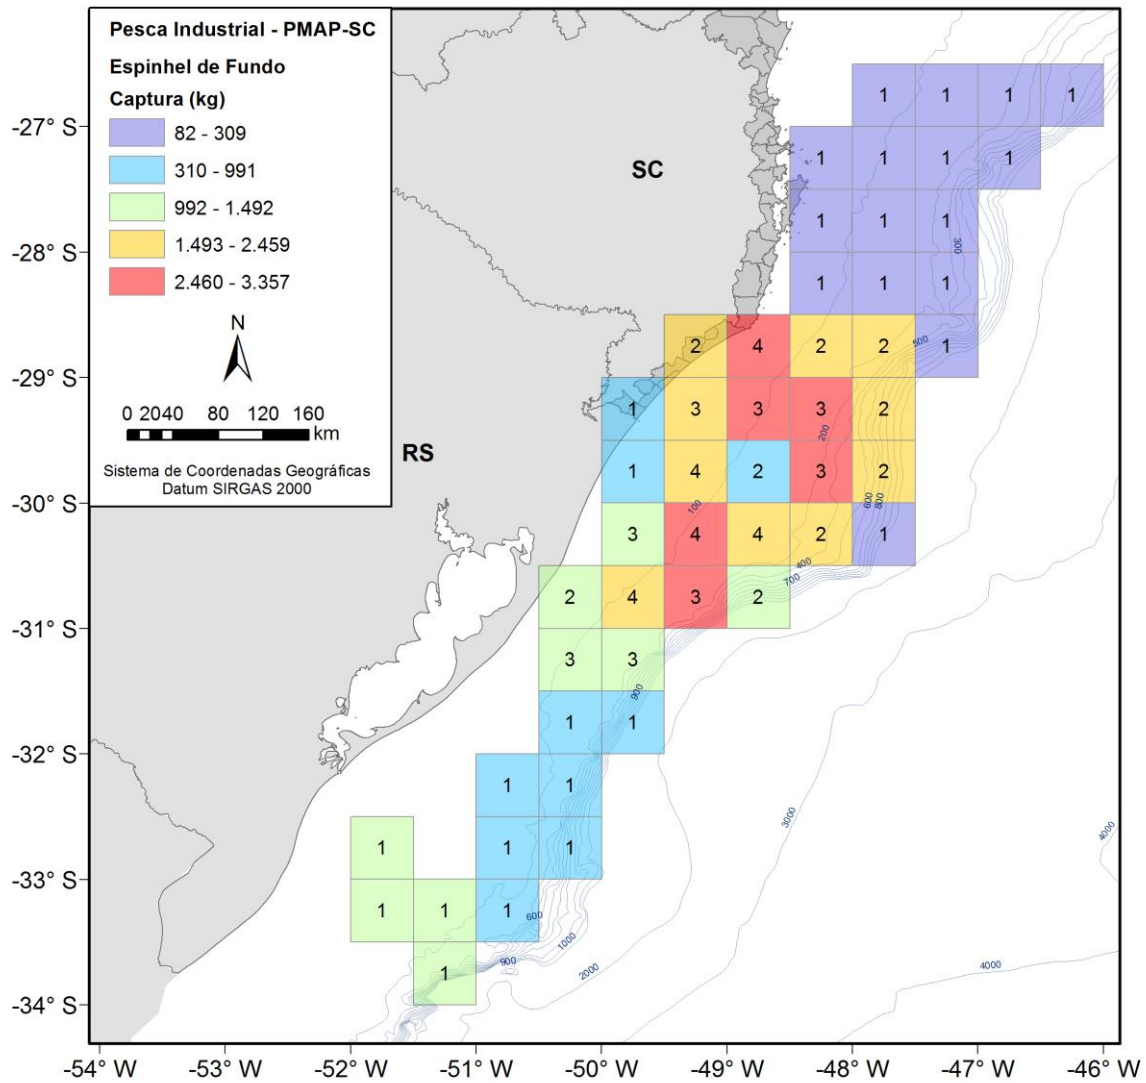 Pesca Industrial - PMAP-SC
Espinhel de Fundo
Captura (kg)
82 - 309
310 - 991
992 - 1.492
1.493 - 2.459
2.460 - 3.357
N
0 2040 80 120 160
km
Sistema de Coordenadas Geográficas
Datum SIRGAS 2000
SC
RS
1 1 1 1
-27° S
1 1 1 1
1 1 1
300
-28° S
1 1 1
2 4 2 2 1
500
-29° S
1 3 3 3 2
200
1 4 2 3 2
600
800
-30° S
100
3 4 4 2 1
400
700
2 4 3 2
-31° S
3 3
900
1 1
-32° S
1 1
3000
4000
1 1 1
-33° S
1 1 1
600
1000
900
2000
4000
1
-34° S
-54° W -53° W -52° W -51° W -50° W -49° W -48° W -47° W -46° W